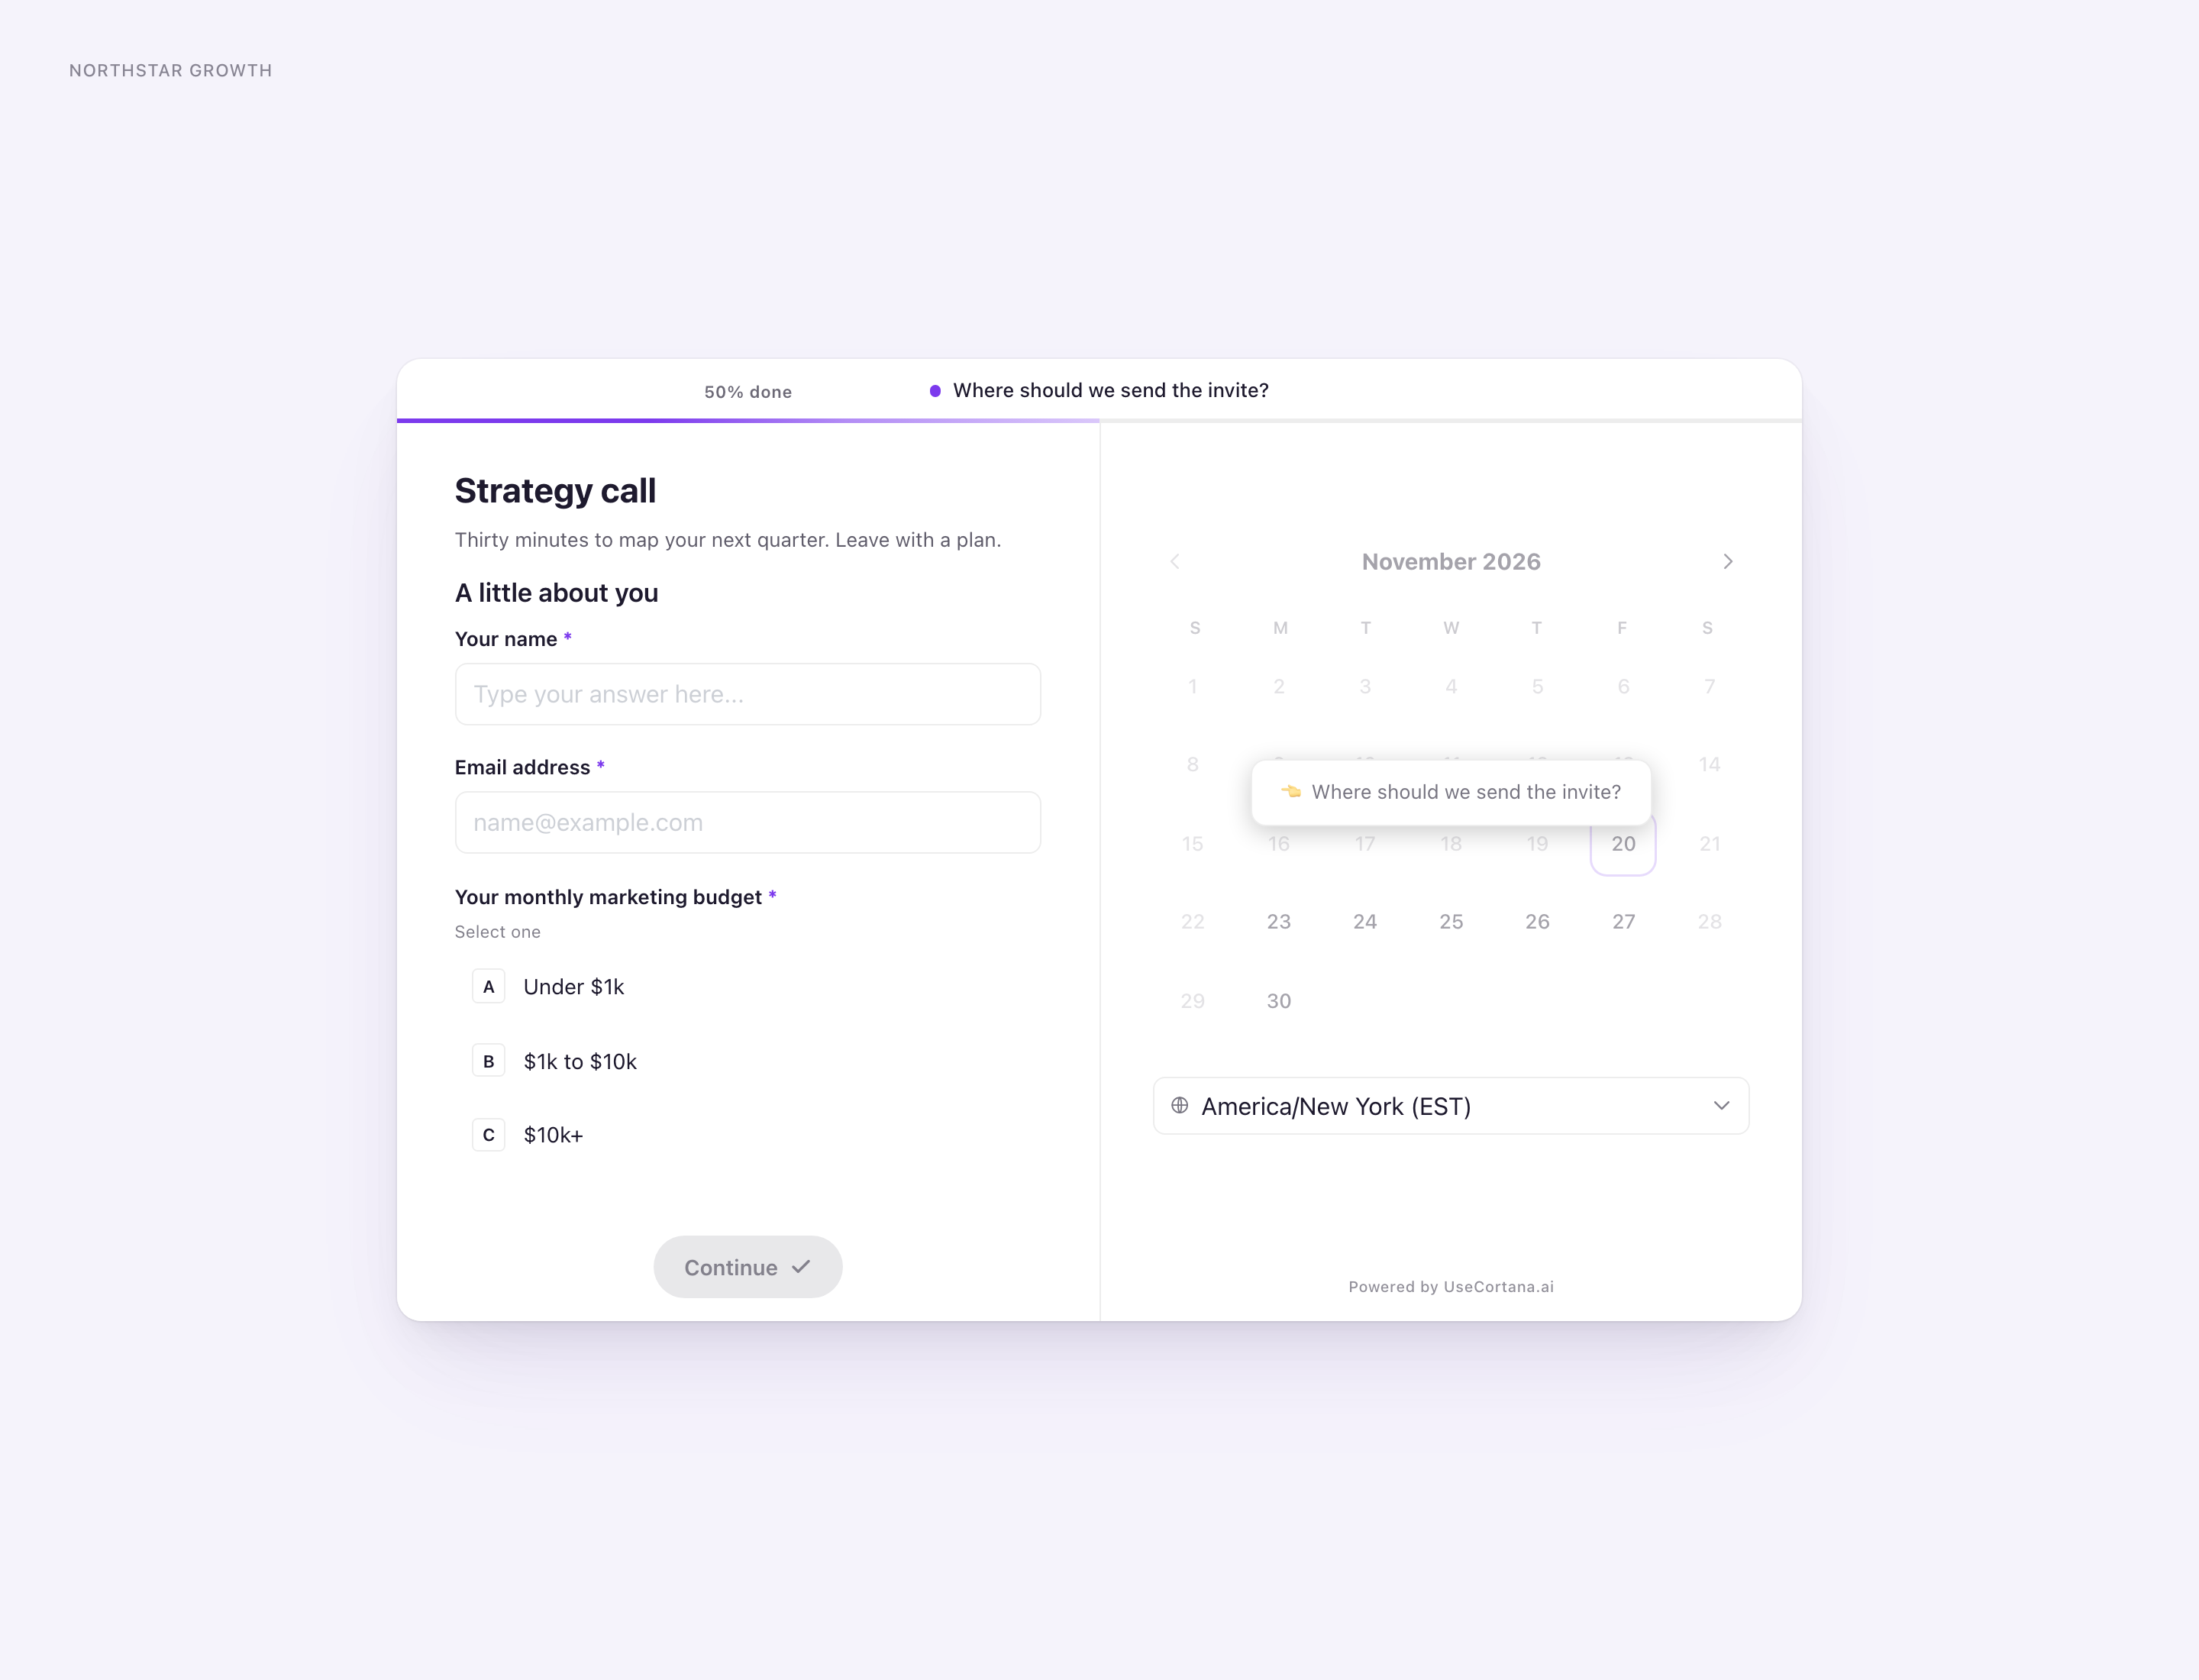 NORTHSTAR GROWTH
50% done
Where should we send the invite?
Strategy call
Thirty minutes to map your next quarter. Leave with a plan.
A little about you
Your name *
Type your answer here...
Email address *
name@example.com
Your monthly marketing budget *
Select one
A Under $1k
B $1k to $10k
C $10k+
Continue
November 2026
S M T W T F S
1 2 3 4 5 6 7
8 14
Where should we send the invite?
15 16 17 18 19 20 21
22 23 24 25 26 27 28
29 30
America/New York (EST)
Powered by UseCortana.ai